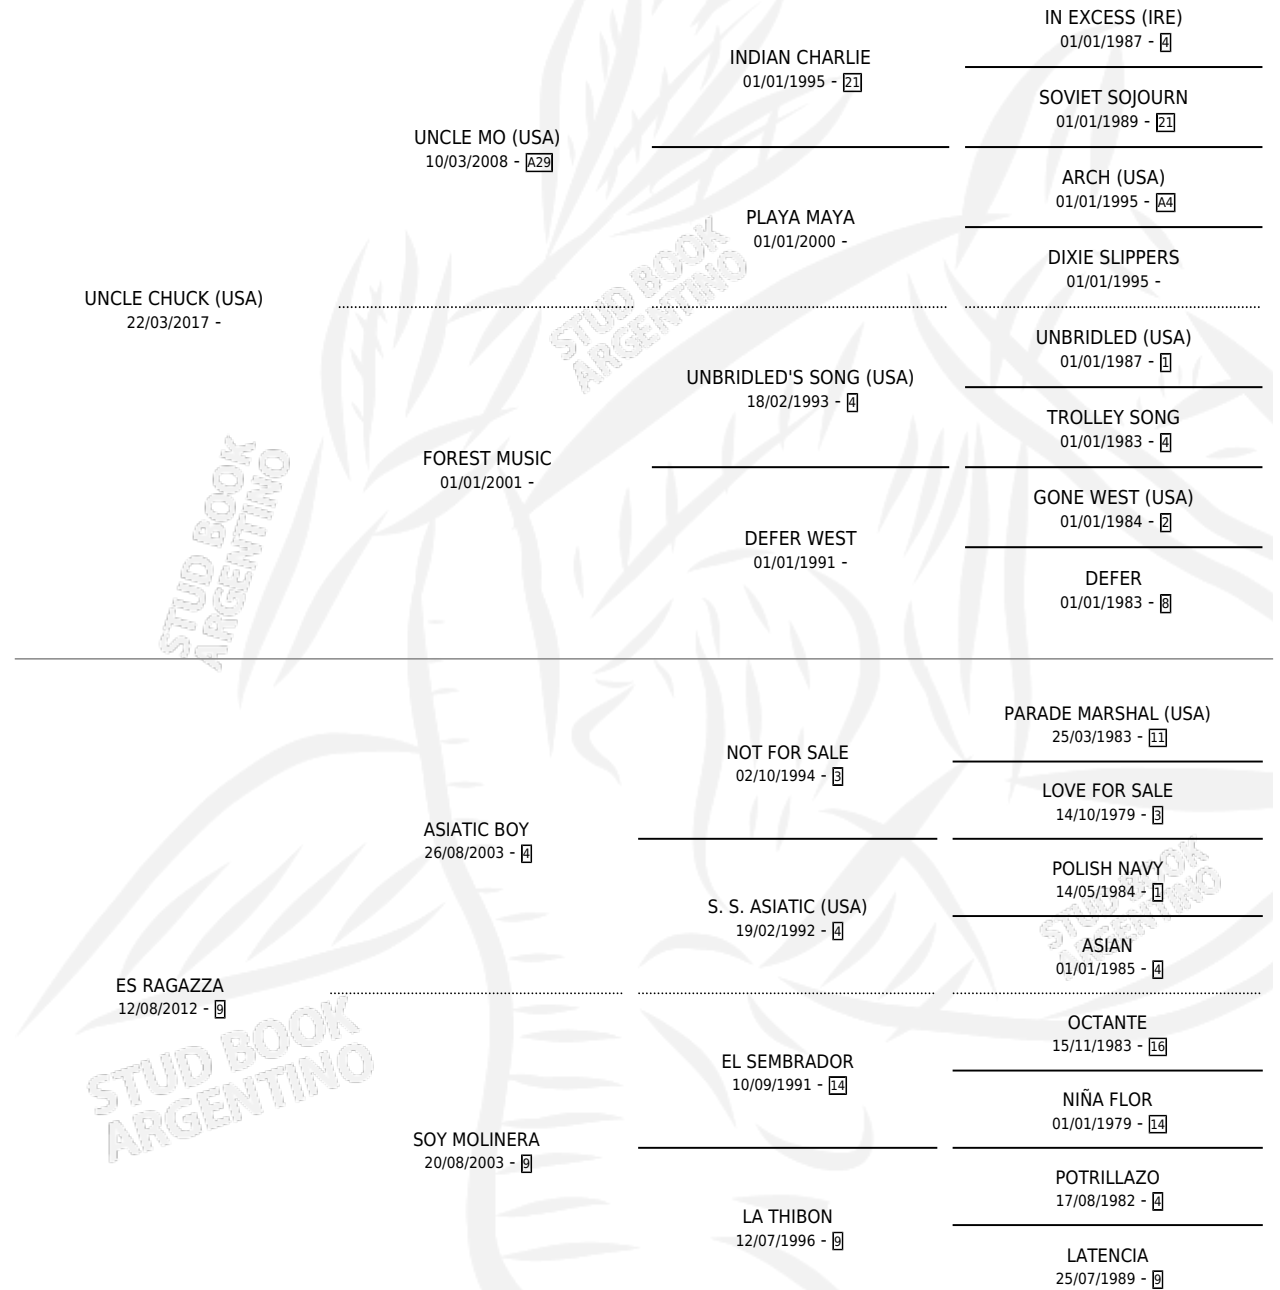 IN EXCESS (IRE)
01/01/1987 - 4
INDIAN CHARLIE
01/01/1995 - 21
SOVIET SOJOURN
01/01/1989 - 21
UNCLE MO (USA)
10/03/2008 - A29
ARCH (USA)
01/01/1995 - A4
PLAYA MAYA
01/01/2000 -
DIXIE SLIPPERS
01/01/1995 -
UNCLE CHUCK (USA)
22/03/2017 -
UNBRIDLED (USA)
01/01/1987 - 1
UNBRIDLED'S SONG (USA)
18/02/1993 - 4
TROLLEY SONG
01/01/1983 - 4
FOREST MUSIC
01/01/2001 -
GONE WEST (USA)
01/01/1984 - 2
DEFER WEST
01/01/1991 -
DEFER
01/01/1983 - 8
PARADE MARSHAL (USA)
25/03/1983 - 11
NOT FOR SALE
02/10/1994 - 3
LOVE FOR SALE
14/10/1979 - 3
ASIATIC BOY
26/08/2003 - 4
POLISH NAVY
14/05/1984 - 1
S. S. ASIATIC (USA)
19/02/1992 - 4
ASIAN
01/01/1985 - 4
ES RAGAZZA
12/08/2012 - 9
OCTANTE
15/11/1983 - 16
EL SEMBRADOR
10/09/1991 - 14
NIÑA FLOR
01/01/1979 - 14
SOY MOLINERA
20/08/2003 - 9
POTRILLAZO
17/08/1982 - 4
LA THIBON
12/07/1996 - 9
LATENCIA
25/07/1989 - 9
STUD BOOK
ARGENTINO
STUD BOOK
ARGENTINO
STUD BOOK
ARGENTINO
STUD BOOK
ARGENTINO